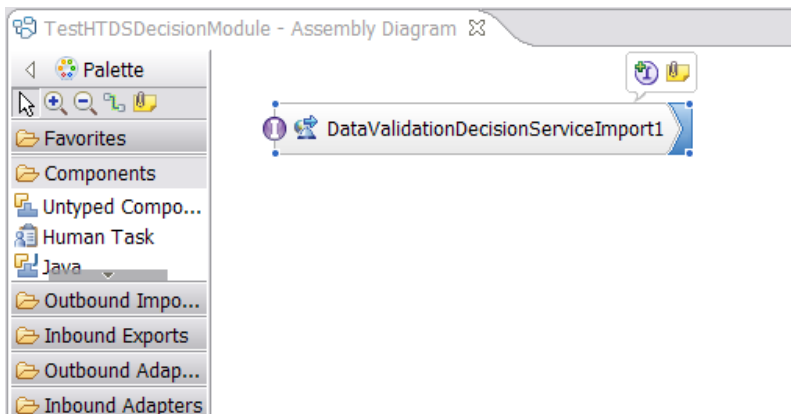 TestHTDSDecisionModule - Assembly Diagram
Palette
Favorites
Components
Untyped Compo...
Human Task
Java
Outbound Impo...
Inbound Exports
Outbound Adap...
Inbound Adapters
DataValidationDecisionServiceImport1